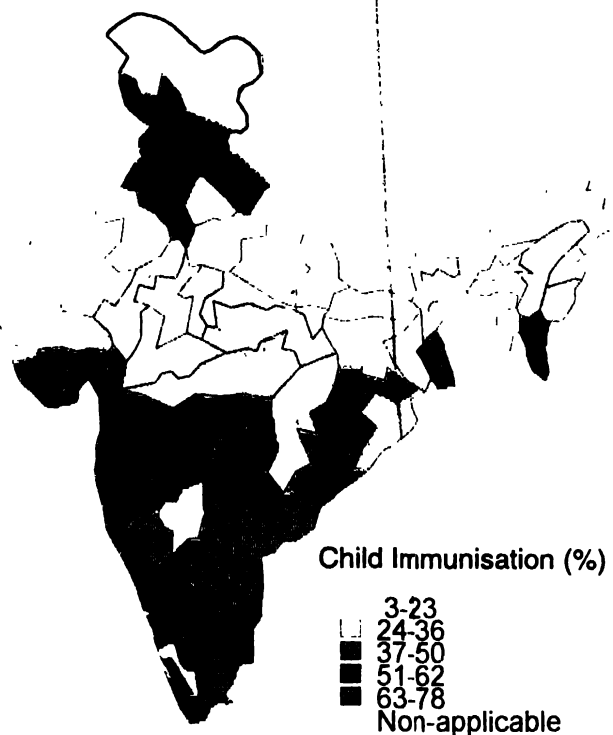 Child Immunisation (%)
3-23
24-36
37-50
51-62
63-78
Non-applicable